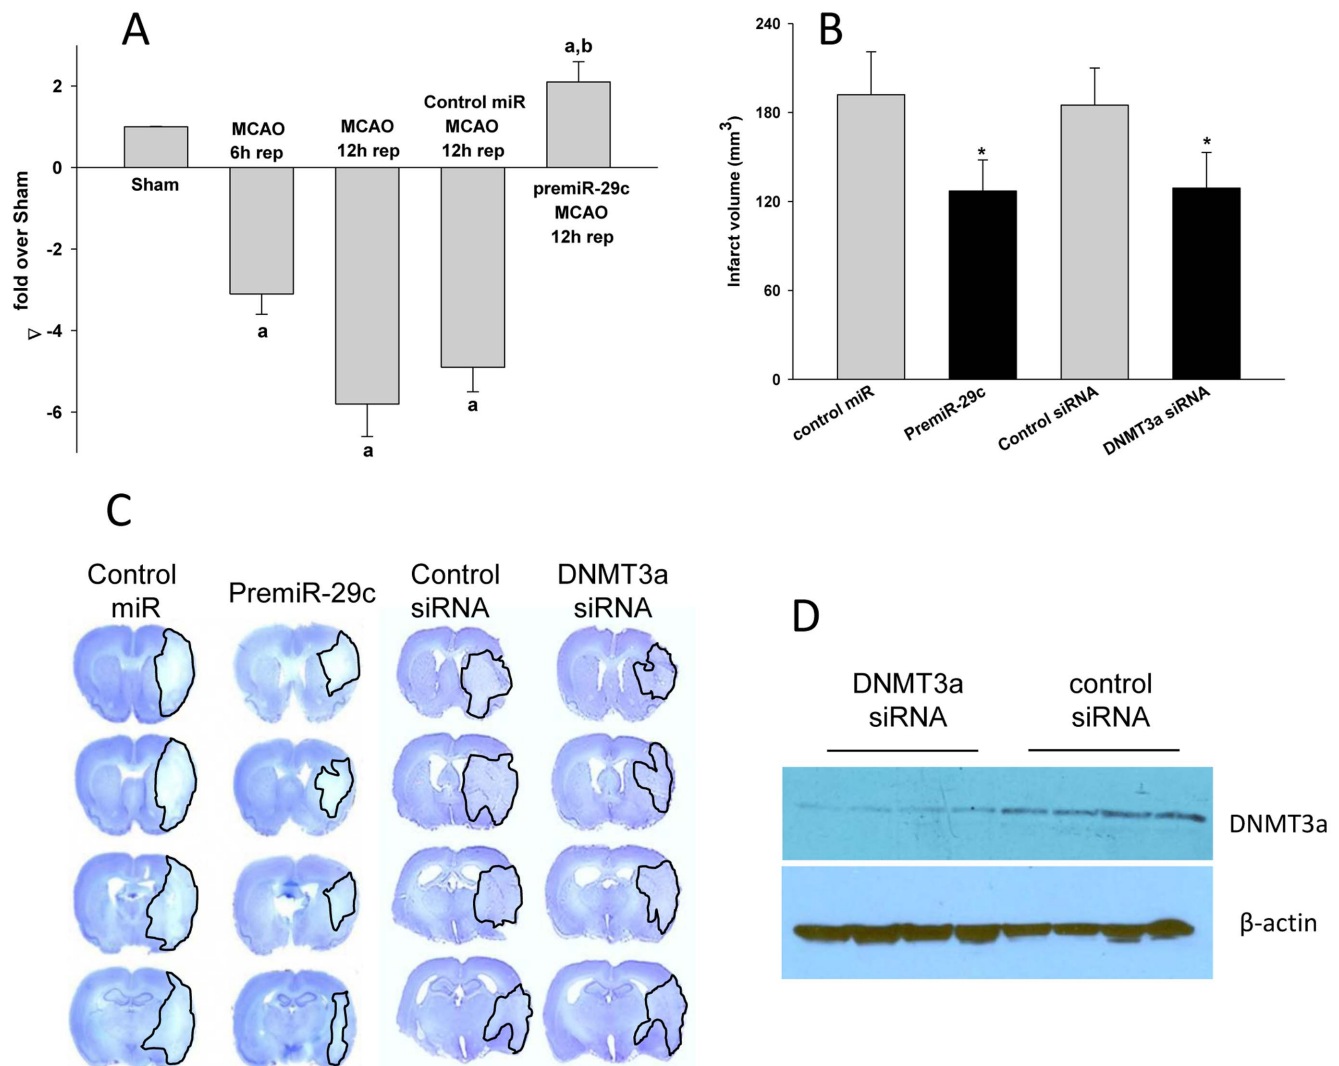 A
2
0
-2
-4
-6
∇ fold over Sham
Sham
MCAO
6h rep
a
MCAO
12h rep
a
Control miR
MCAO
12h rep
a
a,b
premiR-29c
MCAO
12h rep
B
240
180
120
60
0
Infarct volume (mm³)
*
*
control miR
PremiR-29c
Control siRNA
DNMT3a siRNA
C
Control
miR
PremiR-29c
Control
siRNA
DNMT3a
siRNA
D
DNMT3a
siRNA
control
siRNA
DNMT3a
β-actin